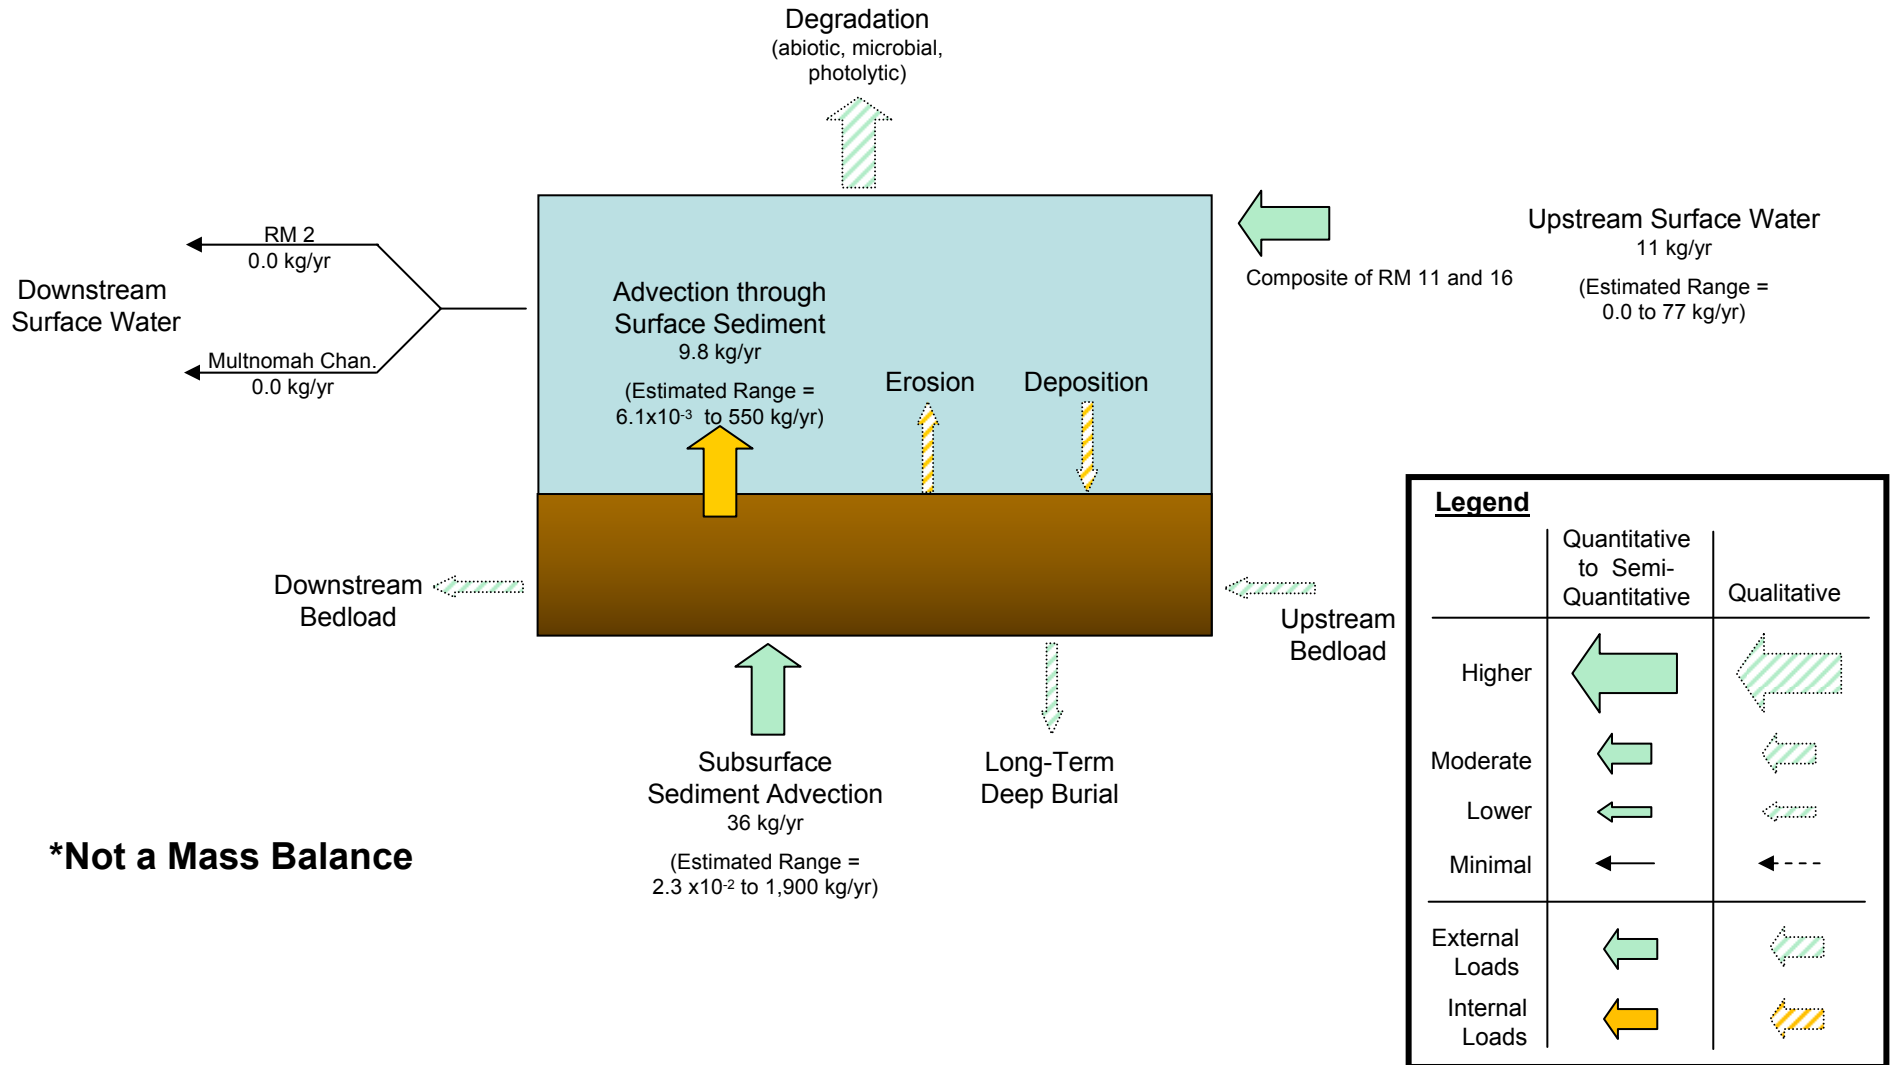 Degradation
(abiotic, microbial,
photolytic)
RM 2
0.0 kg/yr
Downstream
Surface Water
Multnomah Chan.
0.0 kg/yr
Advection through
Surface Sediment
9.8 kg/yr
(Estimated Range =
6.1x10⁻³ to 550 kg/yr)
Erosion
Deposition
Composite of RM 11 and 16
Upstream Surface Water
11 kg/yr
(Estimated Range =
0.0 to 77 kg/yr)
Downstream
Bedload
Upstream
Bedload
Subsurface
Sediment Advection
36 kg/yr
(Estimated Range =
2.3 x10⁻² to 1,900 kg/yr)
Long-Term
Deep Burial
*Not a Mass Balance
Legend
Quantitative
to Semi-
Quantitative
Qualitative
Higher
Moderate
Lower
Minimal
External
Loads
Internal
Loads